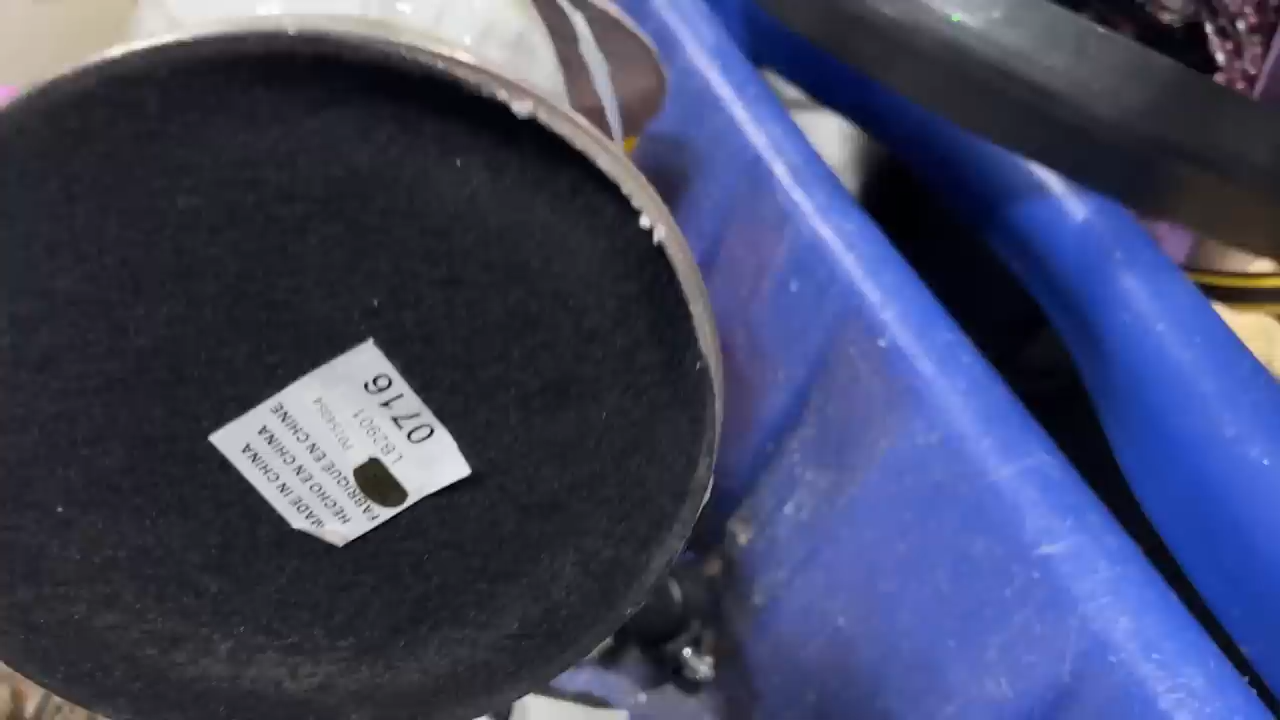 0716
LB2901
MADE IN CHINA
HECHO EN CHINA
FABRIQUE EN CHINE